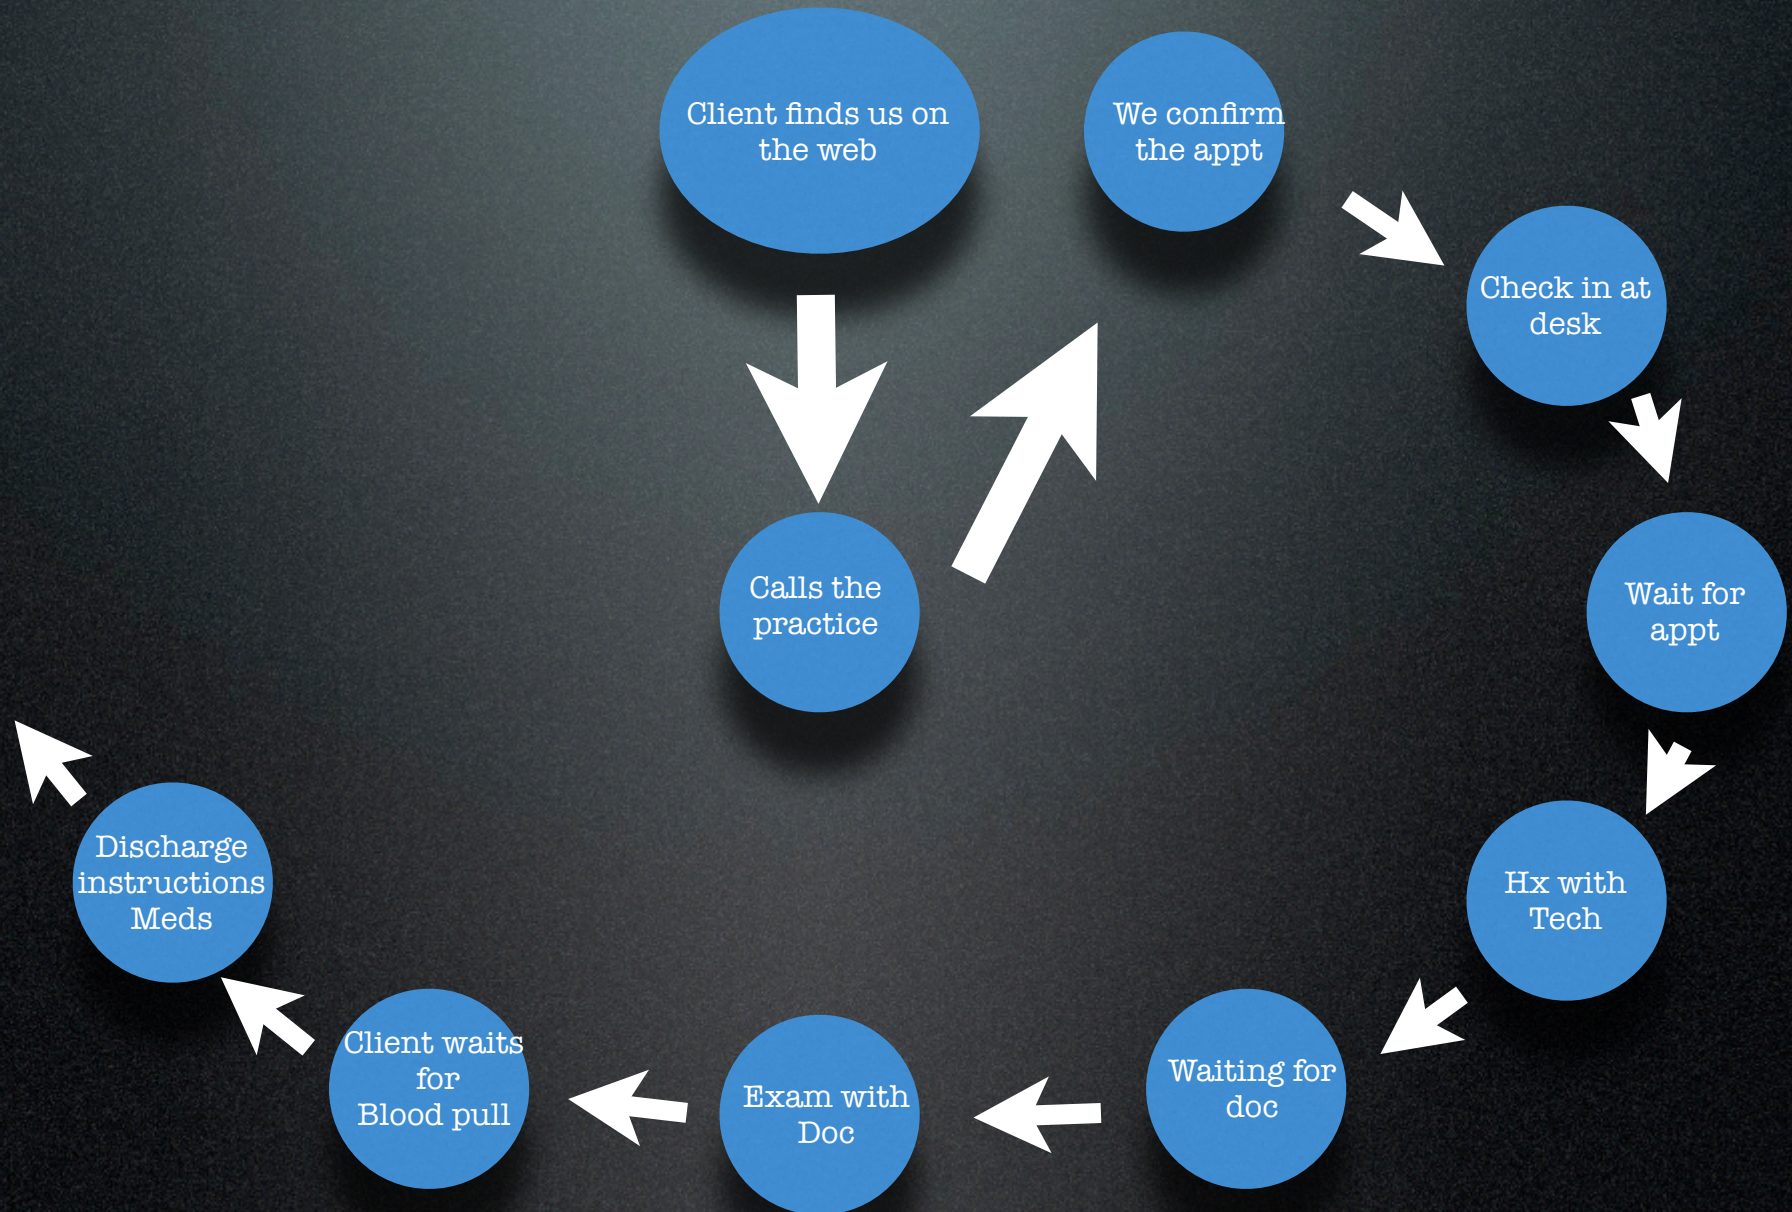 Client finds us on
the web
Calls the
practice
We confirm
the appt
Check in at
desk
Wait for
appt
Hx with
Tech
Waiting for
doc
Exam with
Doc
Client waits
for
Blood pull
Discharge
instructions
Meds